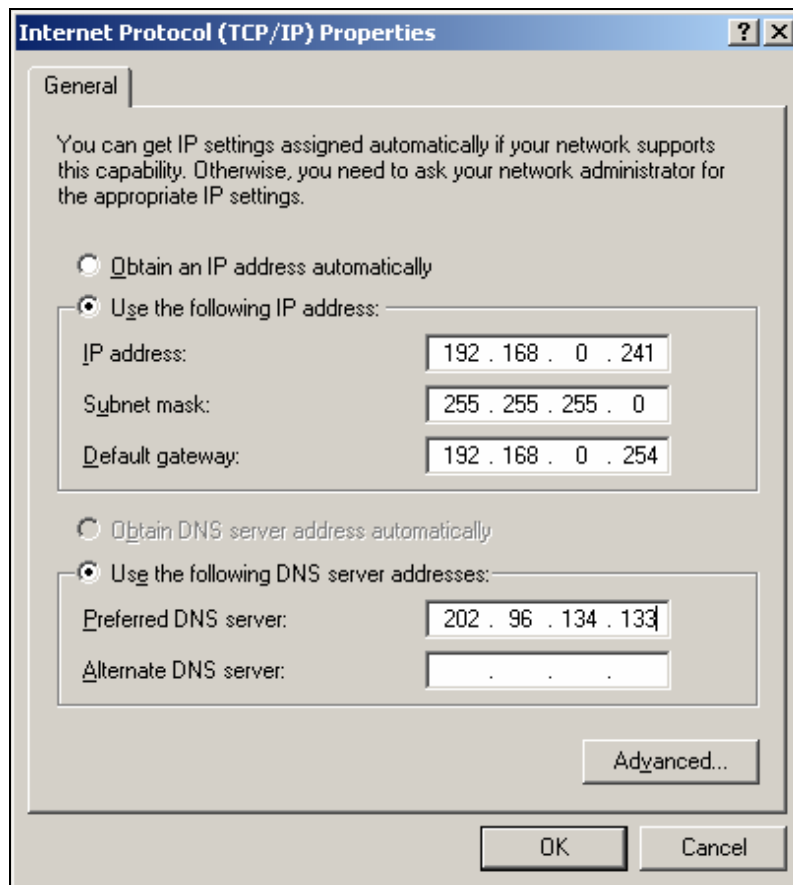 Internet Protocol (TCP/IP) Properties
General
You can get IP settings assigned automatically if your network supports
this capability. Otherwise, you need to ask your network administrator for
the appropriate IP settings.
Obtain an IP address automatically
Use the following IP address:
IP address: 192 . 168 . 0 . 241
Subnet mask: 255 . 255 . 255 . 0
Default gateway: 192 . 168 . 0 . 254
Obtain DNS server address automatically
Use the following DNS server addresses:
Preferred DNS server: 202 . 96 . 134 . 133
Alternate DNS server: . . .
Advanced...
OK Cancel